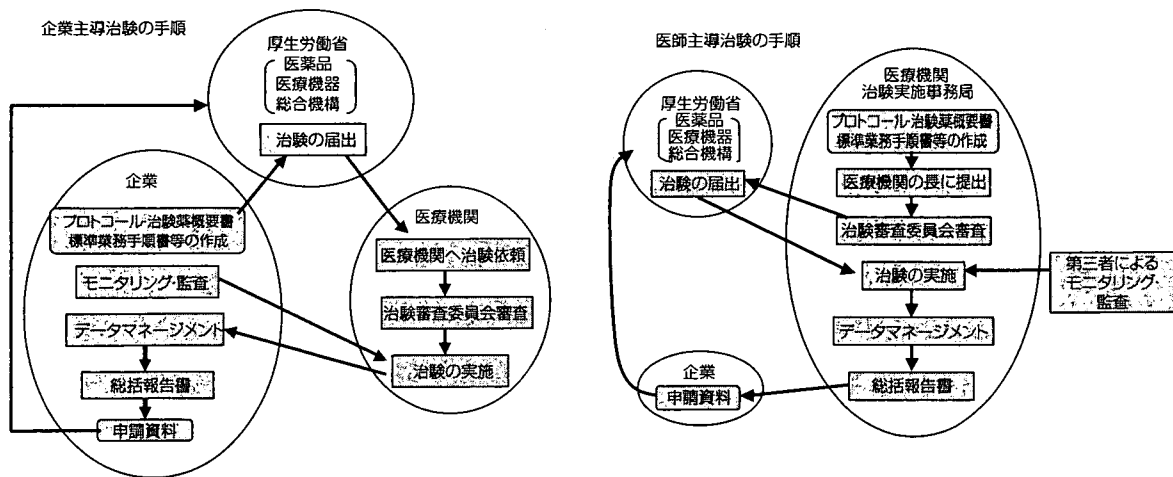 企業主導治験の手順
厚生労働省
医薬品
医療機器
総合機構
治験の届出
企業
プロトコール・治験薬概要書
標準業務手順書等の作成
モニタリング・監査
データマネージメント
総括報告書
申請資料
医療機関
医療機関へ治験依頼
治験審査委員会審査
治験の実施
医師主導治験の手順
厚生労働省
医薬品
医療機器
総合機構
治験の届出
医療機関
治験実施事務局
プロトコール・治験薬概要書
標準業務手順書等の作成
医療機関の長に提出
治験審査委員会審査
治験の実施
データマネージメント
総括報告書
第三者による
モニタリング・
監査
企業
申請資料